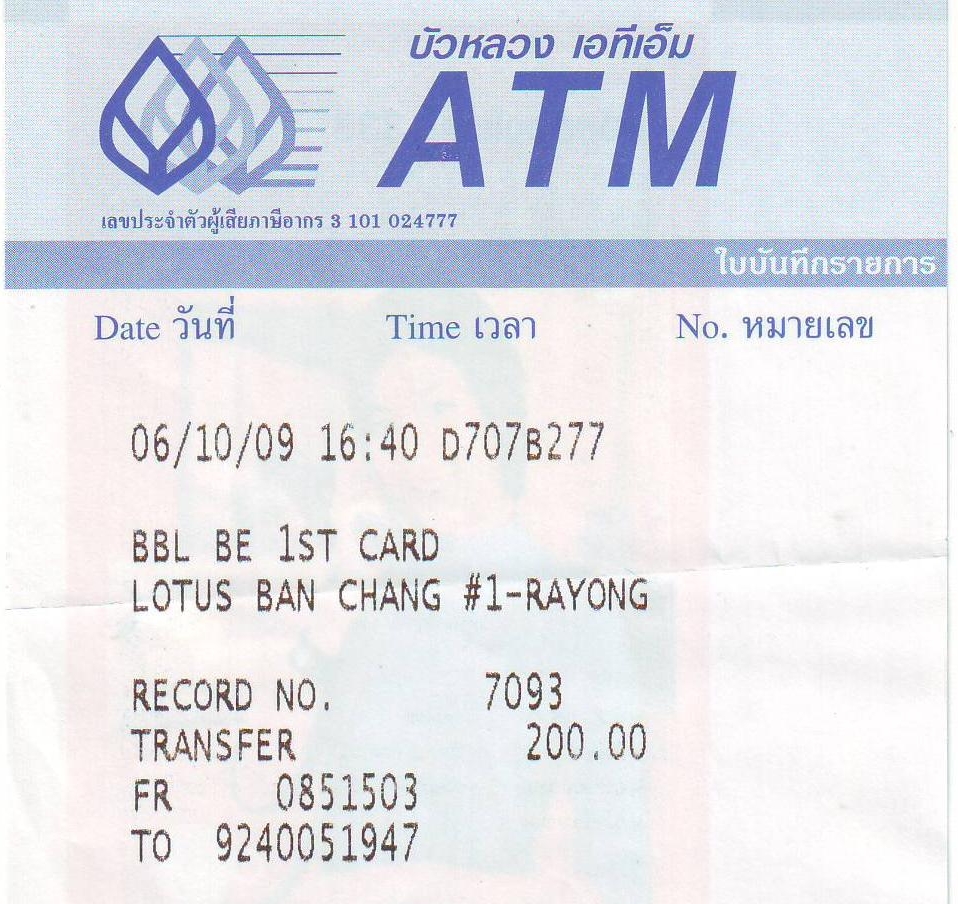 บัวหลวง เอทีเอ็ม
ATM
เลขประจำตัวผู้เสียภาษีอากร 3 101 024777
ใบบันทึกรายการ
Date วันที่ Time เวลา No. หมายเลข
06/10/09 16:40 D707B277
BBL BE 1ST CARD
LOTUS BAN CHANG #1-RAYONG
RECORD NO. 7093
TRANSFER 200.00
FR 0851503
TO 9240051947